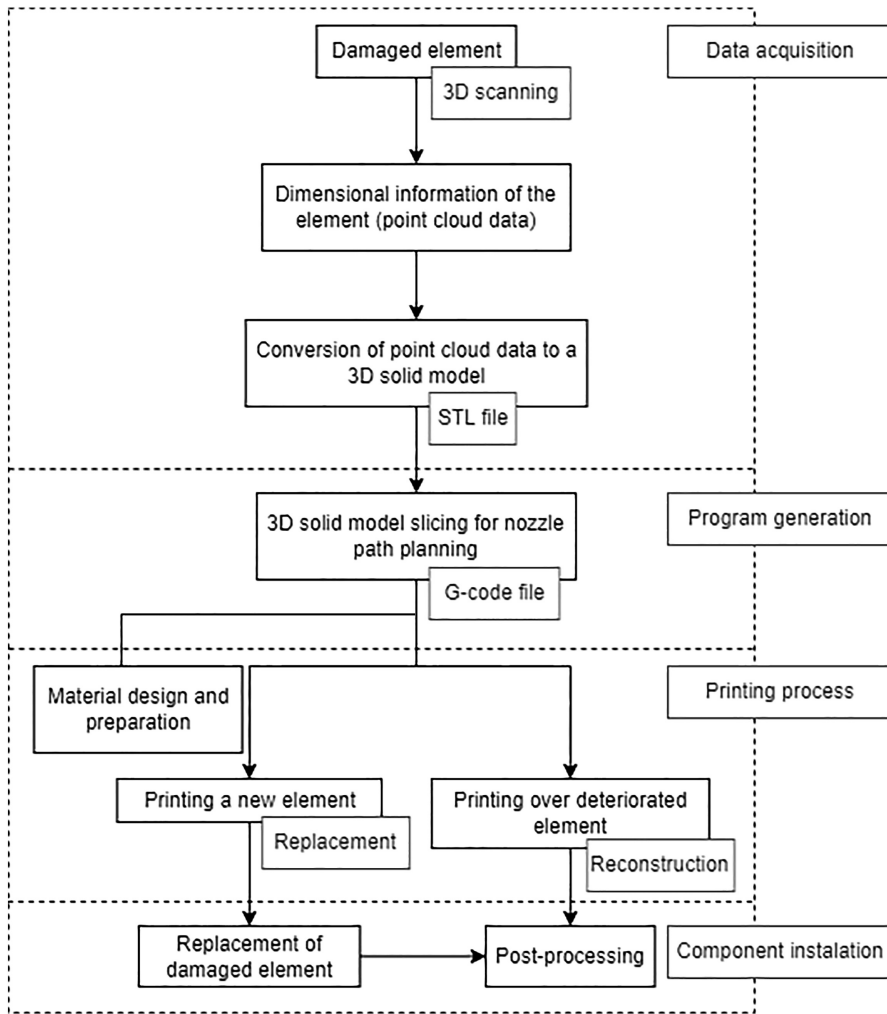 Damaged element
Data acquisition
3D scanning
Dimensional information of the
element (point cloud data)
Conversion of point cloud data to a
3D solid model
STL file
3D solid model slicing for nozzle
path planning
Program generation
G-code file
Material design and
preparation
Printing process
Printing a new element
Replacement
Printing over deteriorated
element
Reconstruction
Replacement of
damaged element
Post-processing
Component instalation